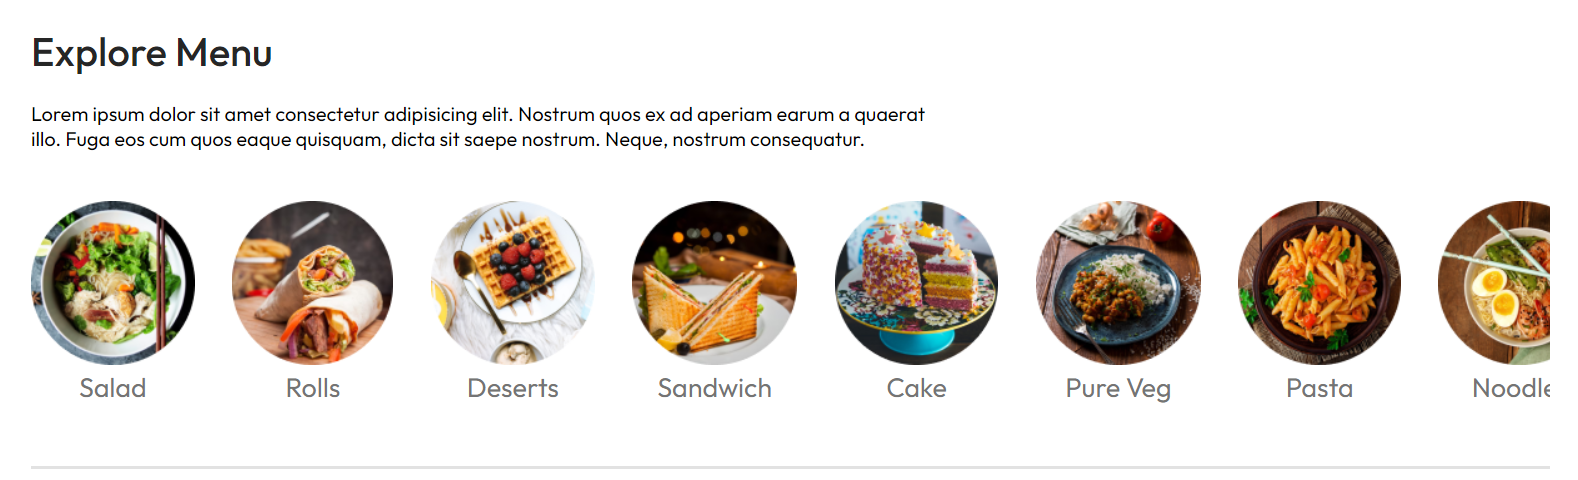 Explore Menu
Lorem ipsum dolor sit amet consectetur adipisicing elit. Nostrum quos ex ad aperiam earum a quaerat
illo. Fuga eos cum quos eaque quisquam, dicta sit saepe nostrum. Neque, nostrum consequatur.
Salad Rolls Deserts Sandwich Cake Pure Veg Pasta Noodle